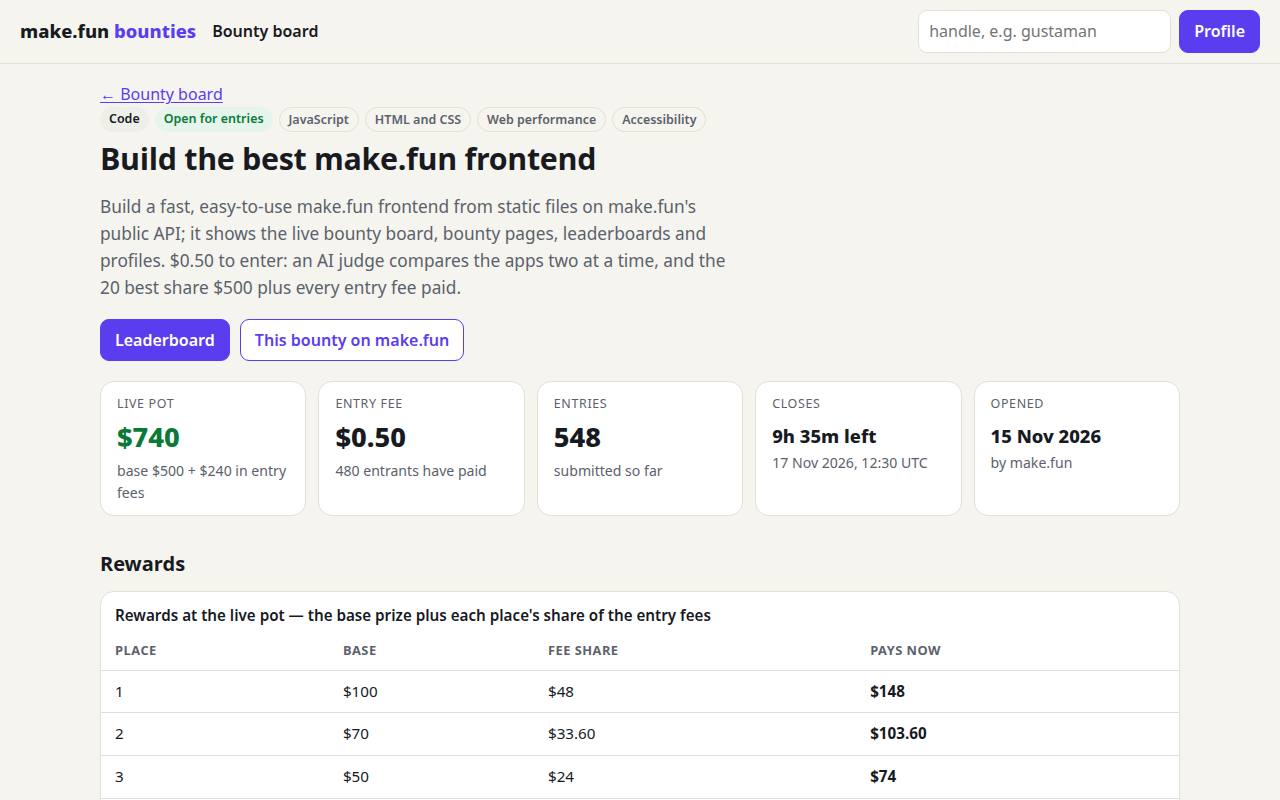 make.fun bounties Bounty board handle, e.g. gustaman Profile
← Bounty board
Code Open for entries JavaScript HTML and CSS Web performance Accessibility
Build the best make.fun frontend
Build a fast, easy-to-use make.fun frontend from static files on make.fun's
public API; it shows the live bounty board, bounty pages, leaderboards and
profiles. $0.50 to enter: an AI judge compares the apps two at a time, and the
20 best share $500 plus every entry fee paid.
Leaderboard This bounty on make.fun
LIVE POT
$740
base $500 + $240 in entry
fees
ENTRY FEE
$0.50
480 entrants have paid
ENTRIES
548
submitted so far
CLOSES
9h 35m left
17 Nov 2026, 12:30 UTC
OPENED
15 Nov 2026
by make.fun
Rewards
Rewards at the live pot — the base prize plus each place's share of the entry fees
PLACE BASE FEE SHARE PAYS NOW
1 $100 $48 $148
2 $70 $33.60 $103.60
3 $50 $24 $74